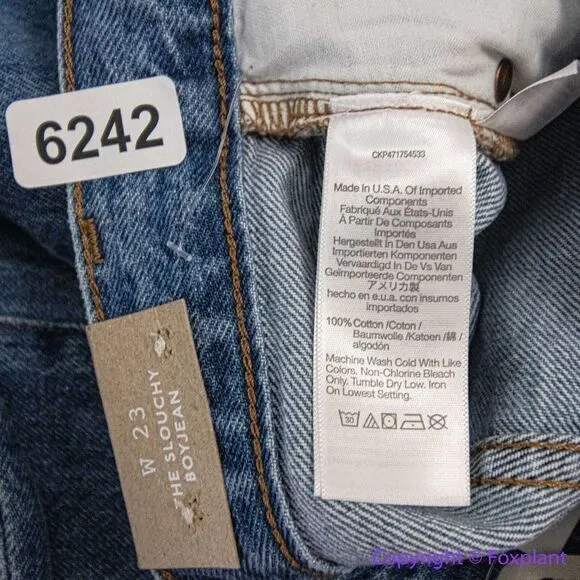 6242
CKP471754533
Made in U.S.A. Of Imported
Components
Fabriqué Aux États-Unis
À Partir De Composants
Importés
Hergestellt In Den Usa Aus
Importierten Komponenten
Vervaardigd In De Vs Van
Geïmporteerde Componenten
アメリカ製
hecho en e.u.a. con insumos
importados
100% Cotton /Coton /
Baumwolle /Katoen /綿 /
algodón
Machine Wash Cold With Like
Colors. Non-Chlorine Bleach
Only. Tumble Dry Low. Iron
On Lowest Setting.
30
W 23
THE SLOUCHY
BOYJEAN
Copyright © Foxplant